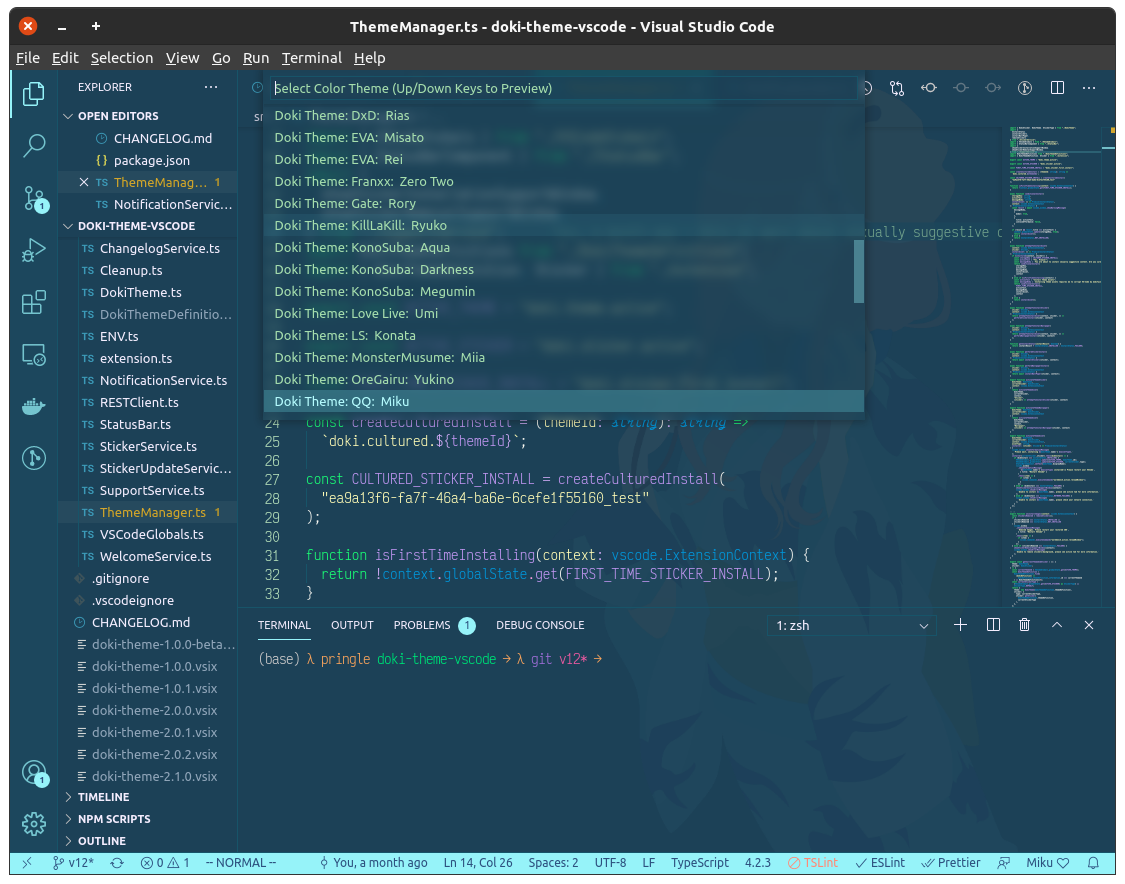 ThemeManager.ts - doki-theme-vscode - Visual Studio Code
File Edit Selection View Go Run Terminal Help
EXPLORER
OPEN EDITORS
CHANGELOG.md
{} package.json
TS ThemeManag... 1
TS NotificationServic...
DOKI-THEME-VSCODE
TS ChangelogService.ts
TS Cleanup.ts
TS DokiTheme.ts
TS DokiThemeDefinitio...
TS ENV.ts
TS extension.ts
TS NotificationService.ts
TS RESTClient.ts
TS StatusBar.ts
TS StickerService.ts
TS StickerUpdateServic...
TS SupportService.ts
TS ThemeManager.ts 1
TS VSCodeGlobals.ts
TS WelcomeService.ts
.gitignore
.vscodeignore
CHANGELOG.md
doki-theme-1.0.0-beta...
doki-theme-1.0.0.vsix
doki-theme-1.0.1.vsix
doki-theme-2.0.0.vsix
doki-theme-2.0.1.vsix
doki-theme-2.0.2.vsix
doki-theme-2.1.0.vsix
TIMELINE
NPM SCRIPTS
OUTLINE
1
1
Select Color Theme (Up/Down Keys to Preview)
Doki Theme: DxD: Rias
Doki Theme: EVA: Misato
Doki Theme: EVA: Rei
Doki Theme: Franxx: Zero Two
Doki Theme: Gate: Rory
Doki Theme: KillLaKill: Ryuko
Doki Theme: KonoSuba: Aqua
Doki Theme: KonoSuba: Darkness
Doki Theme: KonoSuba: Megumin
Doki Theme: Love Live: Umi
Doki Theme: LS: Konata
Doki Theme: MonsterMusume: Miia
Doki Theme: OreGairu: Yukino
Doki Theme: QQ: Miku
suggestive
24 const createCulturedInstall = (themeId: string): string =>
25 `doki.cultured.${themeId}`;
26
27 const CULTURED_STICKER_INSTALL = createCulturedInstall(
28 "ea9a13f6-fa7f-46a4-ba6e-6cefe1f55160_test"
29 );
30
31 function isFirstTimeInstalling(context: vscode.ExtensionContext) {
32 return !context.globalState.get(FIRST_TIME_STICKER_INSTALL);
33 }
TERMINAL OUTPUT PROBLEMS 1 DEBUG CONSOLE 1: zsh
(base) λ pringle doki-theme-vscode → λ git v12* →
v12* 0 1 -- NORMAL -- You, a month ago Ln 14, Col 26 Spaces: 2 UTF-8 LF TypeScript 4.2.3 TSLint ESLint Prettier Miku ♡